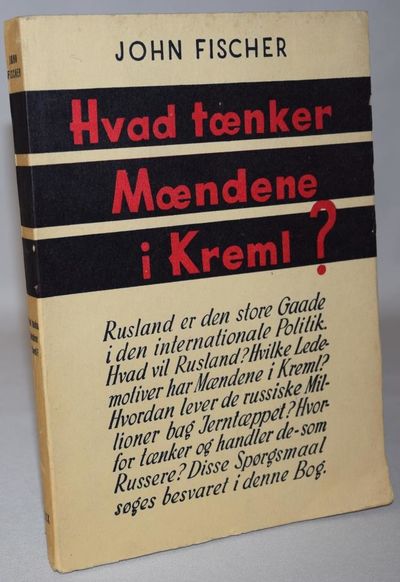 JOHN FISCHER
Hvad tænker
Mændene
i Kreml?
Rusland er den store Gaade
i den internationale Politik.
Hvad vil Rusland? Hvilke Lede-
motiver har Mændene i Kreml?
Hvordan lever de russiske Mil-
lioner bag Jerntæppet? Hvor-
for tænker og handler de-som
Russere? Disse Spørgsmaal
søges besvaret i denne Bog.
JOHN
FISCHER